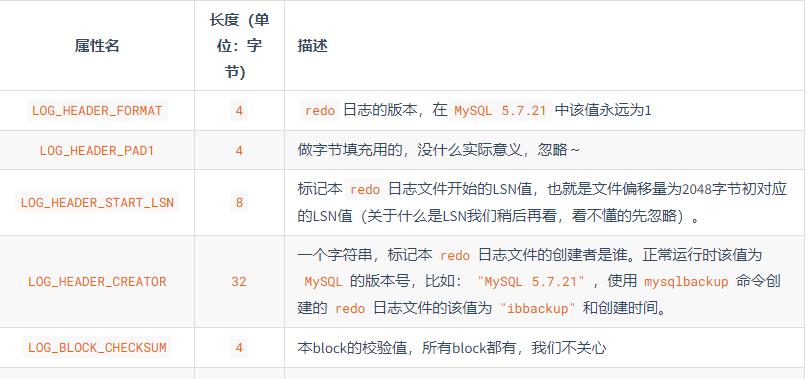 属性名 长度（单位：字节） 描述
LOG_HEADER_FORMAT 4 redo 日志的版本，在 MySQL 5.7.21 中该值永远为1
LOG_HEADER_PAD1 4 做字节填充用的，没什么实际意义，忽略～
LOG_HEADER_START_LSN 8 标记本 redo 日志文件开始的LSN值，也就是文件偏移量为2048字节初对应
的LSN值（关于什么是LSN我们稍后再看，看不懂的先忽略）。
LOG_HEADER_CREATOR 32 一个字符串，标记本 redo 日志文件的创建者是谁。正常运行时该值为
MySQL 的版本号，比如： "MySQL 5.7.21" ，使用 mysqlbackup 命令创
建的 redo 日志文件的该值为 "ibbackup" 和创建时间。
LOG_BLOCK_CHECKSUM 4 本block的校验值，所有block都有，我们不关心